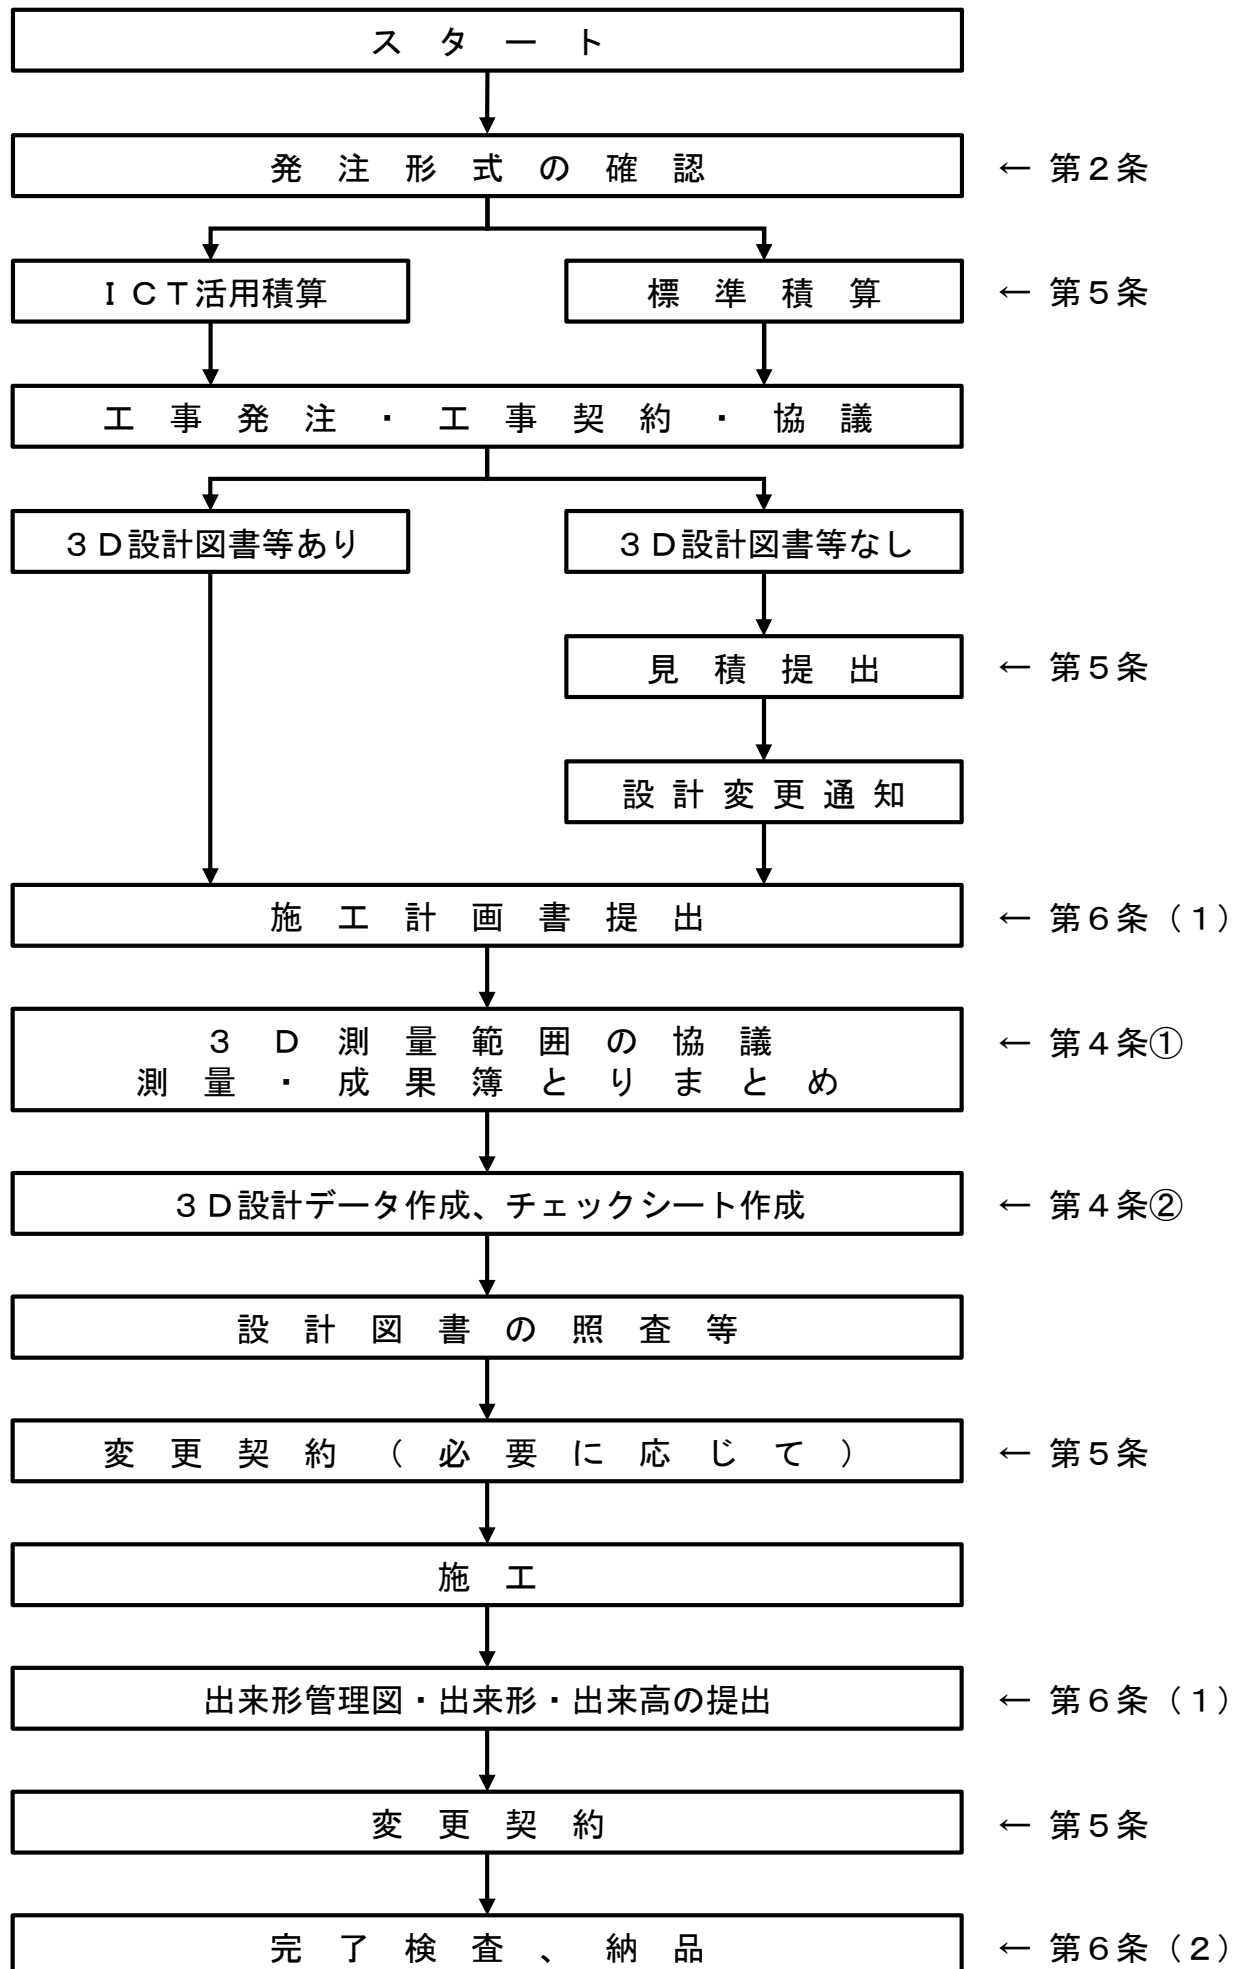 スタート
発注形式の確認 ← 第２条
ＩＣＴ活用積算 標準積算 ← 第５条
工事発注・工事契約・協議
３Ｄ設計図書等あり ３Ｄ設計図書等なし
見積提出 ← 第５条
設計変更通知
施工計画書提出 ← 第６条（１）
３Ｄ測量範囲の協議 ← 第４条①
測量・成果簿とりまとめ
３Ｄ設計データ作成、チェックシート作成 ← 第４条②
設計図書の照査等
変更契約（必要に応じて） ← 第５条
施工
出来形管理図・出来形・出来高の提出 ← 第６条（１）
変更契約 ← 第５条
完了検査、納品 ← 第６条（２）